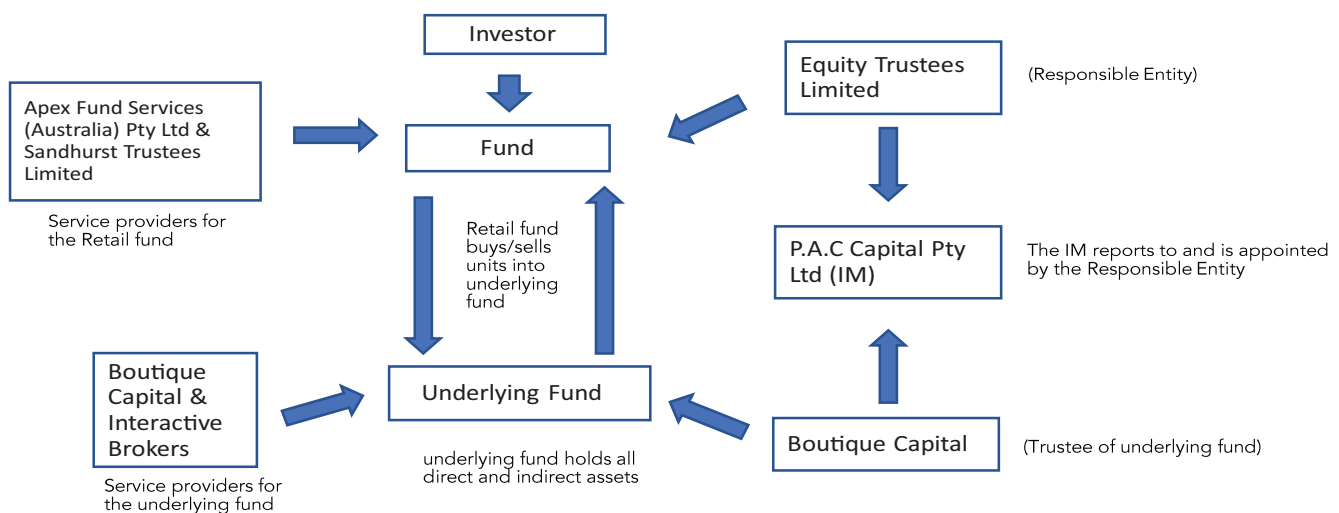 Investor
Equity Trustees
Limited
(Responsible Entity)
Apex Fund Services
(Australia) Pty Ltd &
Sandhurst Trustees
Limited
Fund
Service providers for
the Retail fund
Retail fund
buys/sells
units into
underlying
fund
P.A.C Capital Pty
Ltd (IM)
The IM reports to and is appointed
by the Responsible Entity
Boutique
Capital &
Interactive
Brokers
Underlying Fund
Boutique Capital
(Trustee of underlying fund)
underlying fund holds all
direct and indirect assets
Service providers for
the underlying fund